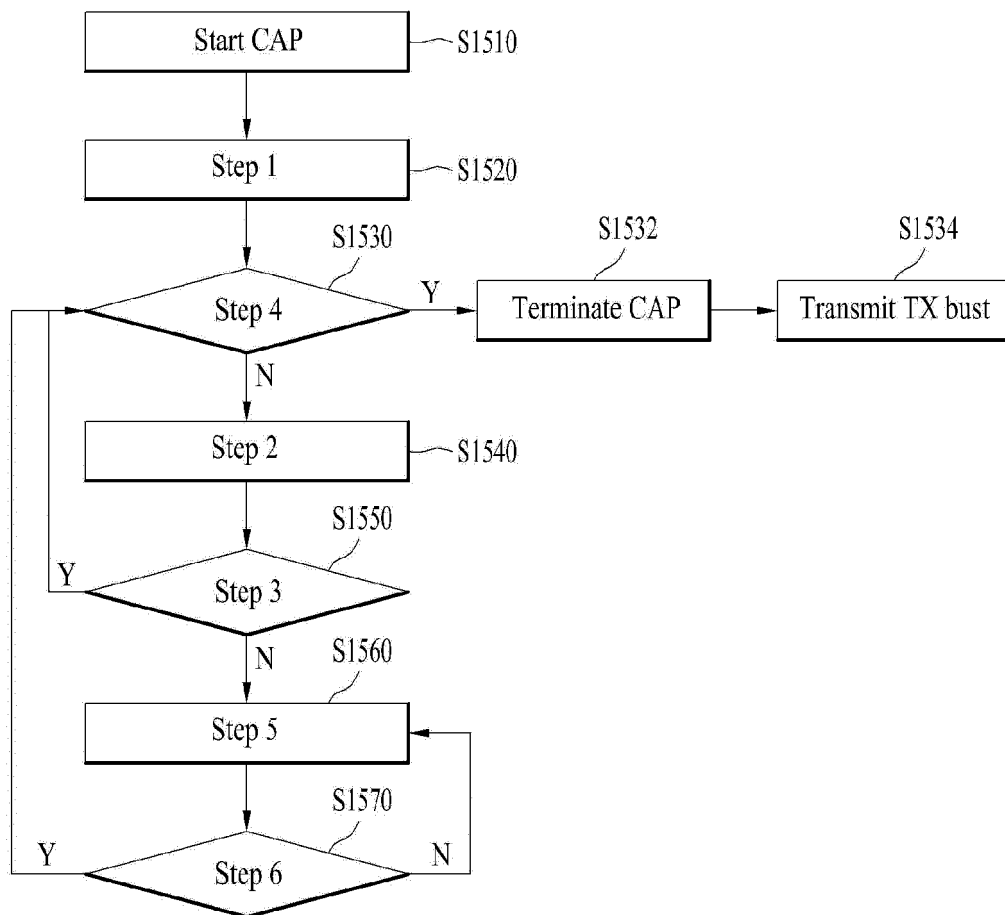 Start CAP
S1510
Step 1
S1520
S1530
S1532
S1534
Step 4
Y
Terminate CAP
Transmit TX bust
N
Step 2
S1540
S1550
Y
Step 3
N
S1560
Step 5
S1570
Y
Step 6
N